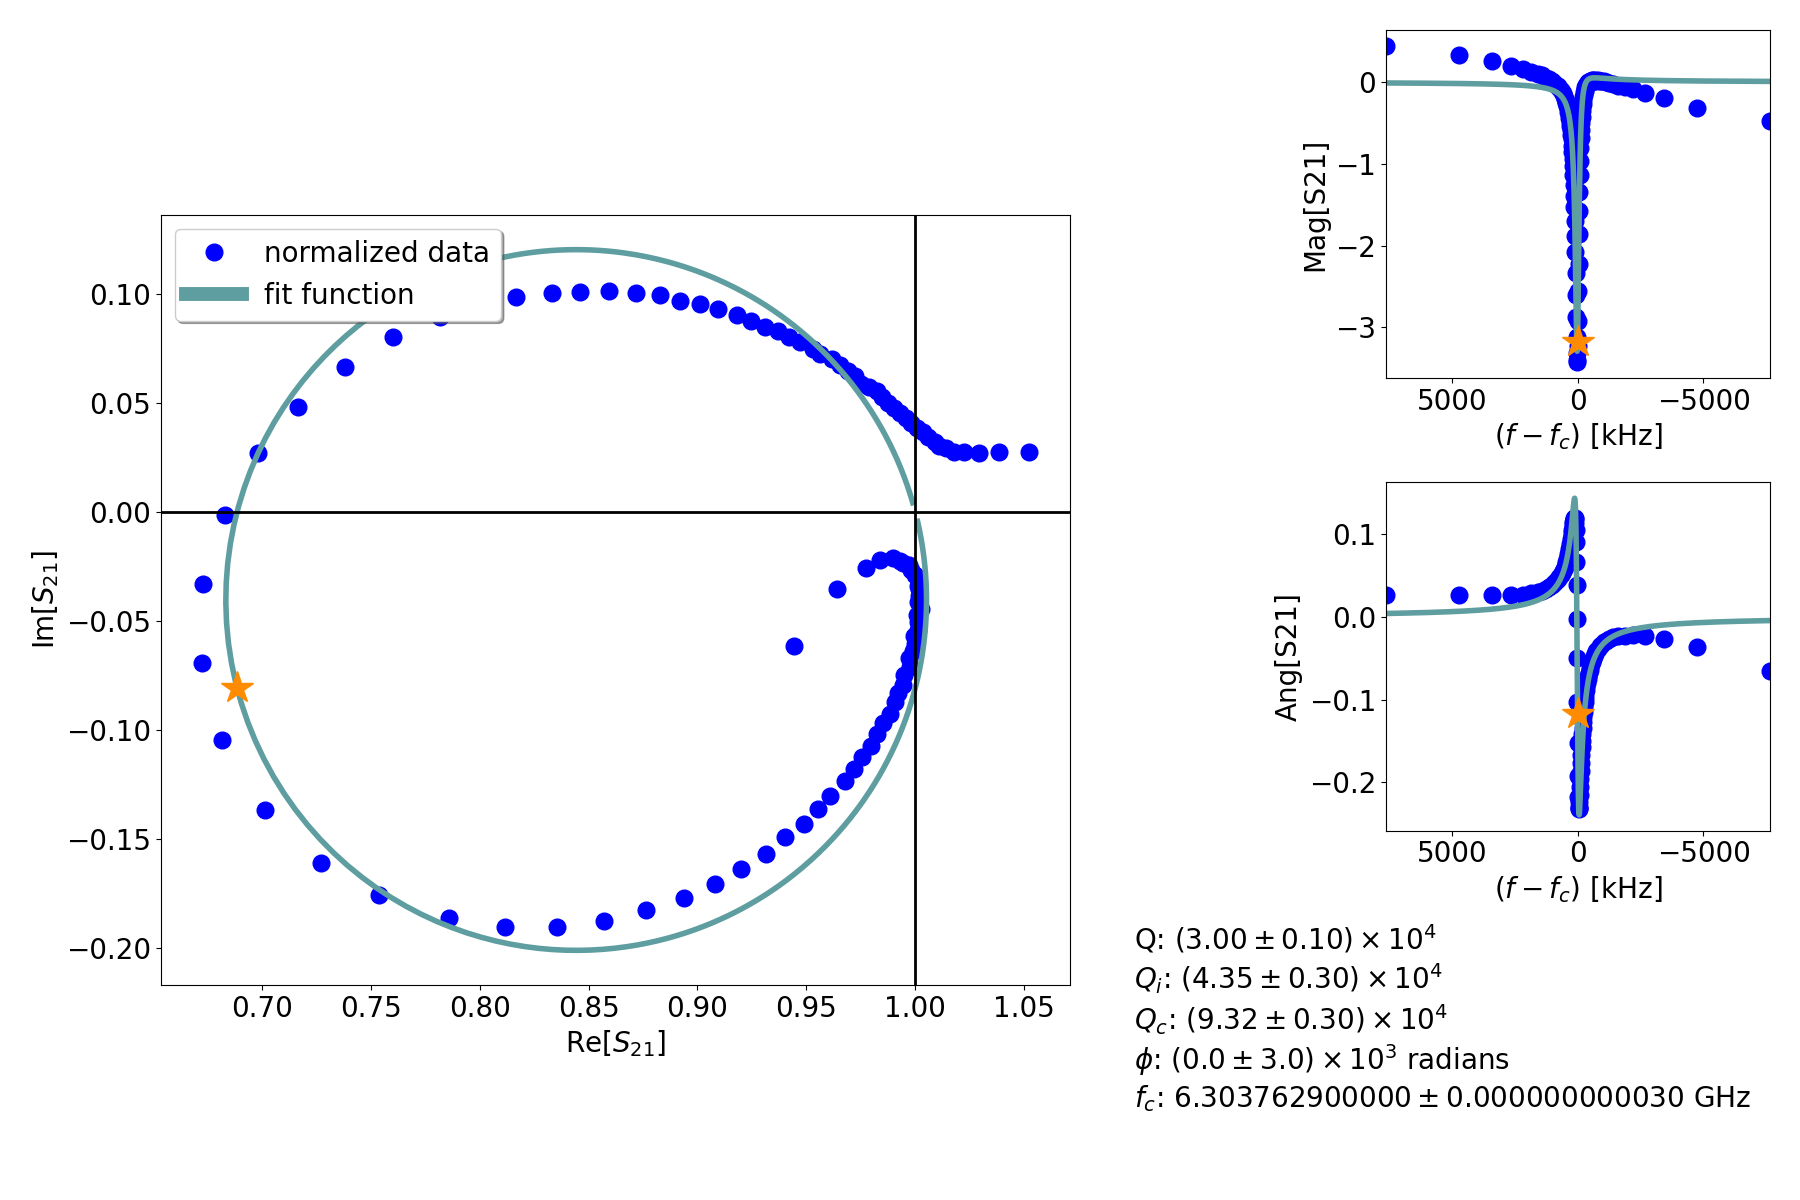 normalized data
fit function
0.10
0.05
0.00
−0.05
−0.10
−0.15
−0.20
Im[S21]
0.70 0.75 0.80 0.85 0.90 0.95 1.00 1.05
Re[S21]
0
−1
−2
−3
Mag[S21]
5000 0 −5000
(f − fc) [kHz]
0.1
0.0
−0.1
−0.2
Ang[S21]
5000 0 −5000
(f − fc) [kHz]
Q: (3.00 ± 0.10) × 10^4
Qi: (4.35 ± 0.30) × 10^4
Qc: (9.32 ± 0.30) × 10^4
ϕ: (0.0 ± 3.0) × 10^3 radians
fc: 6.303762900000 ± 0.000000000030 GHz